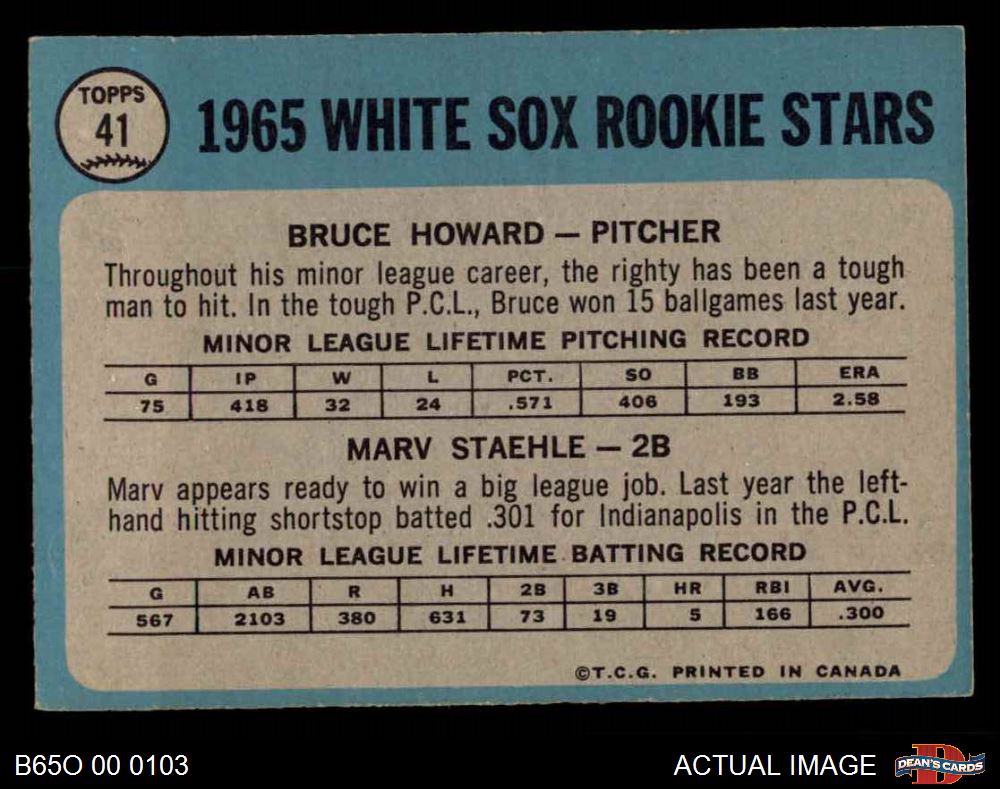 TOPPS
41
1965 WHITE SOX ROOKIE STARS
BRUCE HOWARD — PITCHER
Throughout his minor league career, the righty has been a tough
man to hit. In the tough P.C.L., Bruce won 15 ballgames last year.
MINOR LEAGUE LIFETIME PITCHING RECORD
G IP W L PCT. SO BB ERA
75 418 32 24 .571 406 193 2.58
MARV STAEHLE — 2B
Marv appears ready to win a big league job. Last year the left-
hand hitting shortstop batted .301 for Indianapolis in the P.C.L.
MINOR LEAGUE LIFETIME BATTING RECORD
G AB R H 2B 3B HR RBI AVG.
567 2103 380 631 73 19 5 166 .300
©T.C.G. PRINTED IN CANADA
B65O 00 0103
ACTUAL IMAGE
D
DEAN'S CARDS